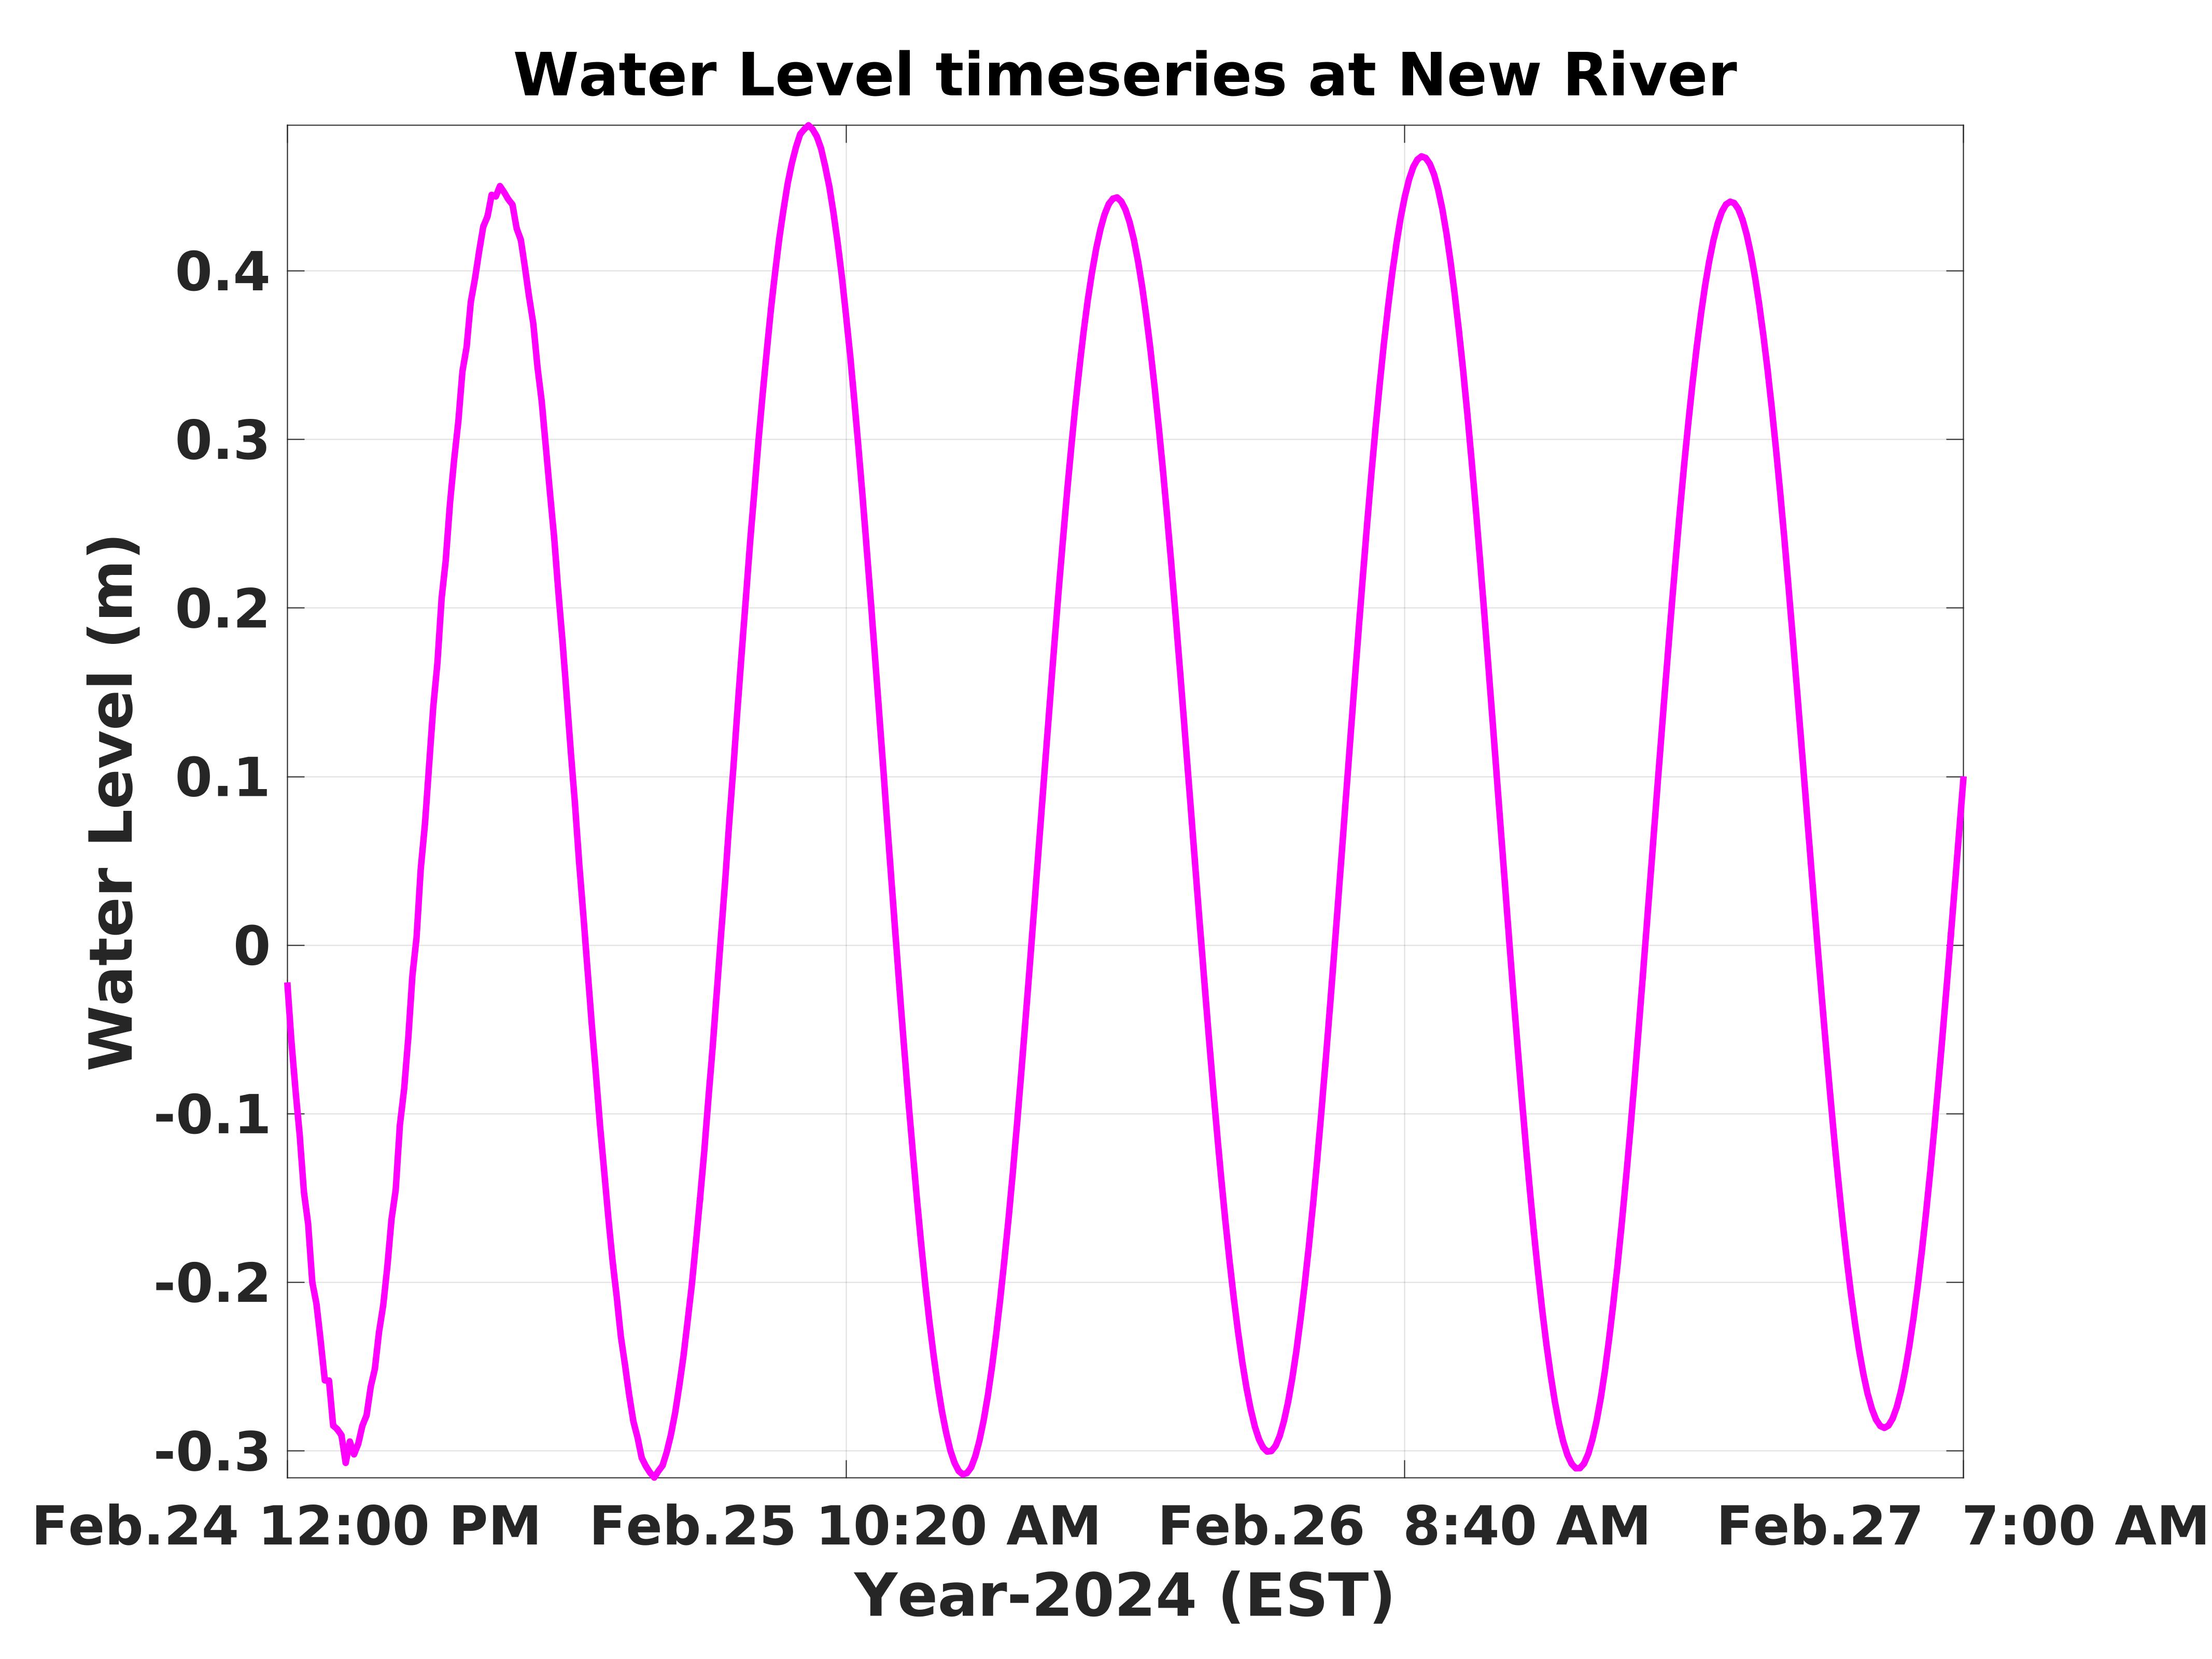 Water Level timeseries at New River
Water Level (m)
0.4
0.3
0.2
0.1
0
-0.1
-0.2
-0.3
Feb.24 12:00 PM Feb.25 10:20 AM Feb.26 8:40 AM Feb.27 7:00 AM
Year-2024 (EST)